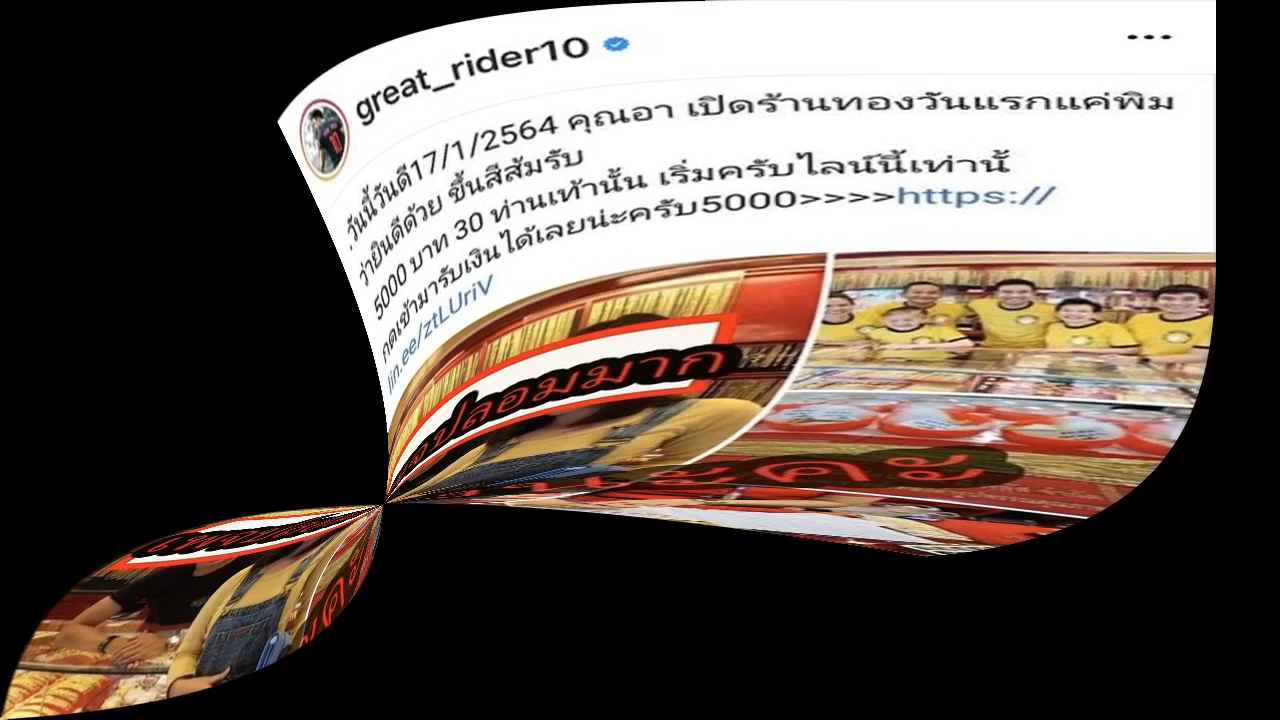 great_rider10
.วันนี้วันดี17/1/2564 คุณอา เปิดร้านทองวันแรกแค่พิม
ว่ายินดีด้วย ขึ้นสีส้มรับ
5000 บาท 30 ท่านเท้านั้น เริ่มครับไลน์นี้เท่านั้
กดเข้ามารับเงินได้เลยน่ะครับ5000>>>>https://
lin.ee/ztLUriV
ปลอมมาก
นะคะ